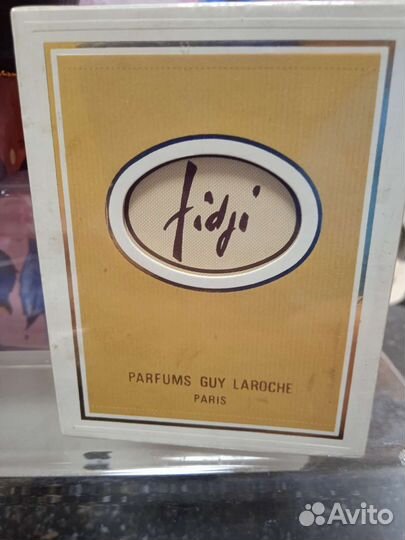 fidji
PARFUMS GUY LAROCHE
PARIS
Avito